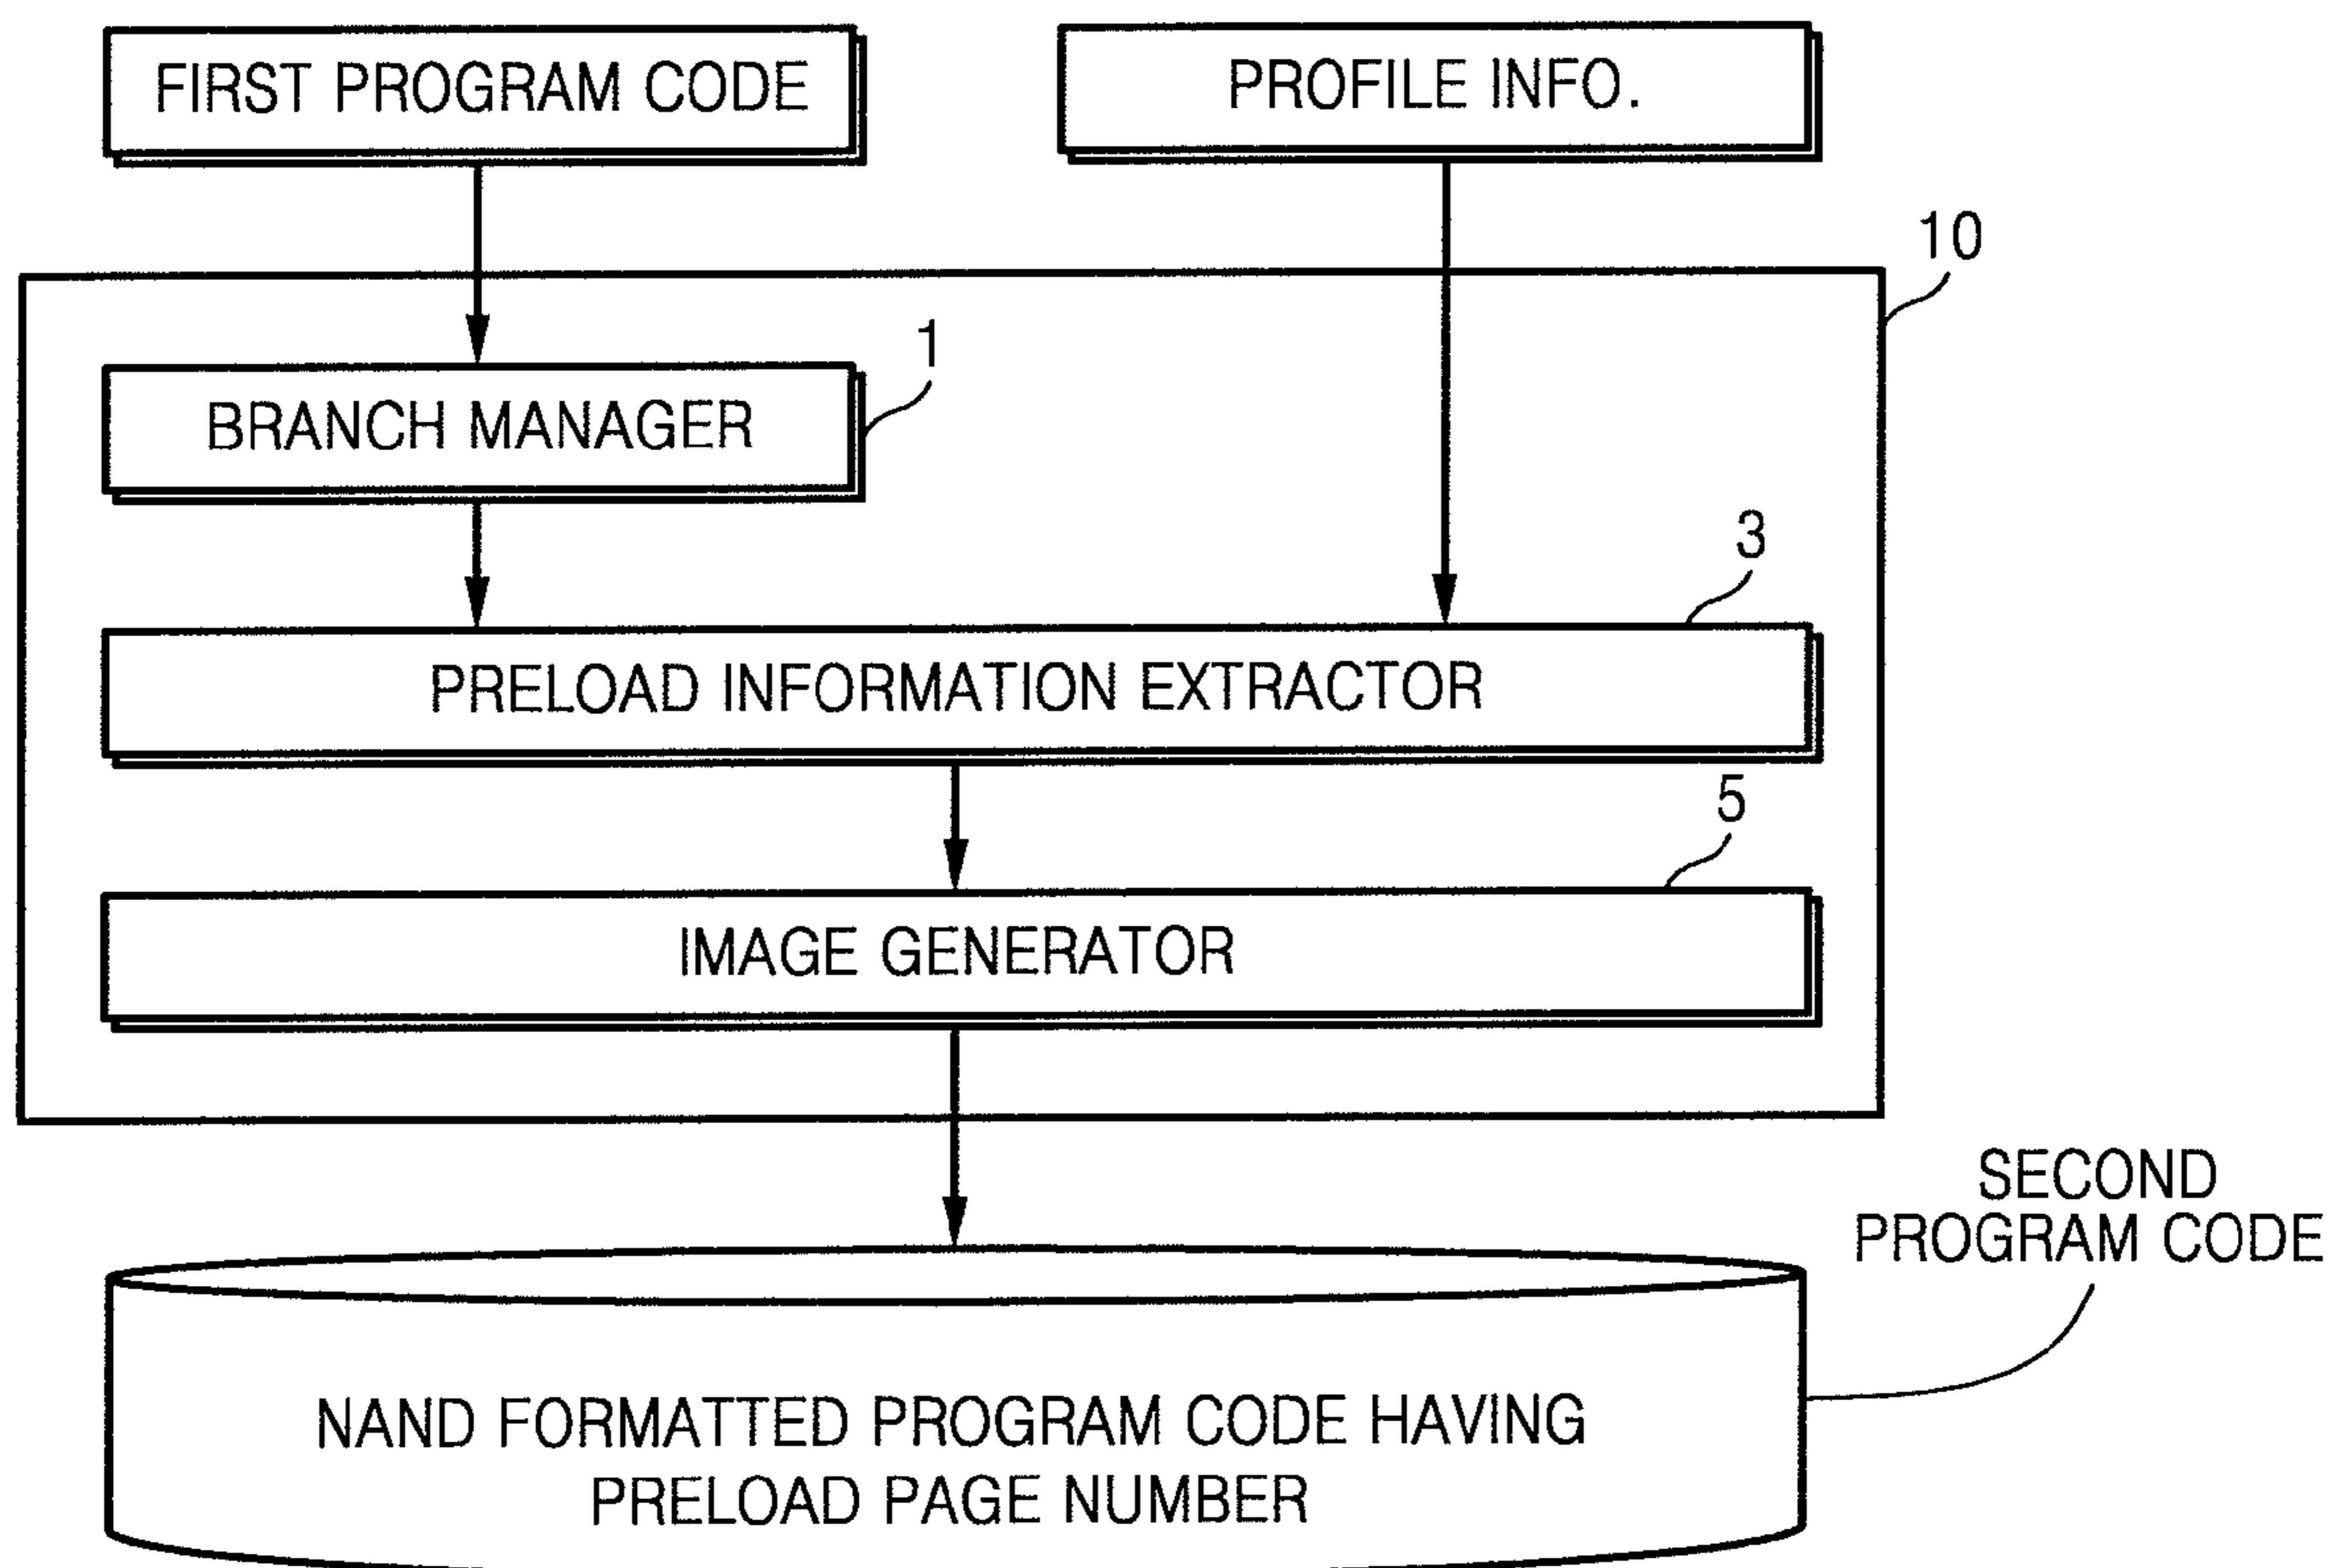 FIRST PROGRAM CODE
PROFILE INFO.
10
1
BRANCH MANAGER
3
PRELOAD INFORMATION EXTRACTOR
5
IMAGE GENERATOR
SECOND
PROGRAM CODE
NAND FORMATTED PROGRAM CODE HAVING
PRELOAD PAGE NUMBER